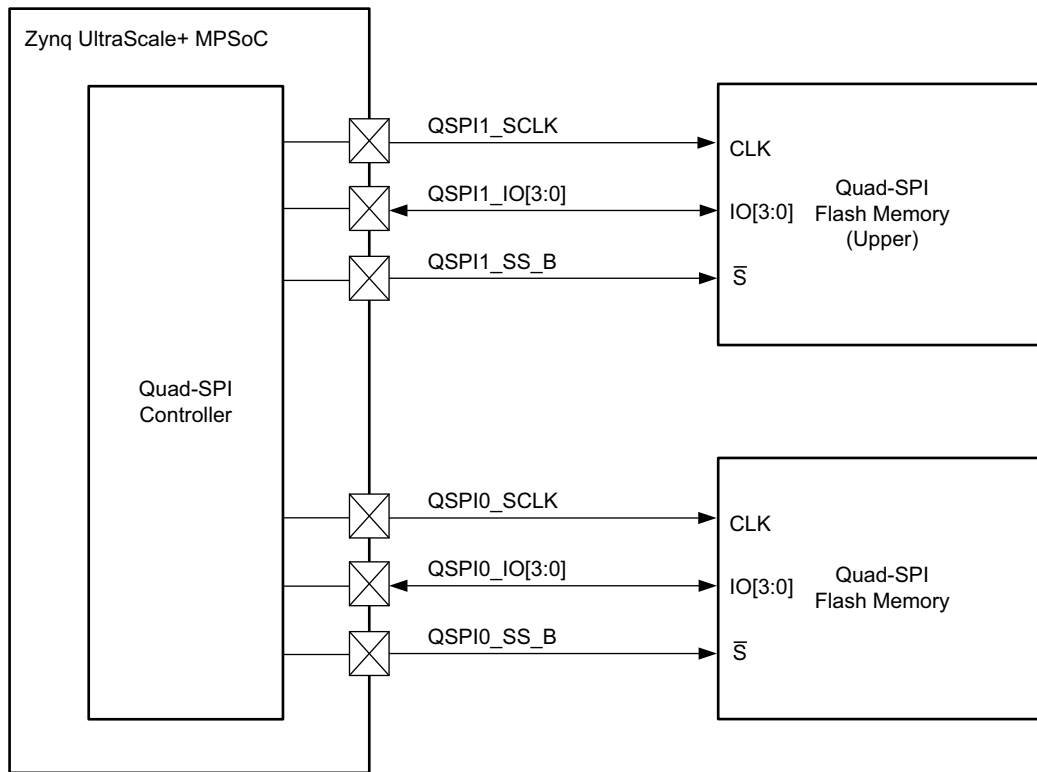 Zynq UltraScale+ MPSoC
Quad-SPI
Controller
QSPI1_SCLK
QSPI1_IO[3:0]
QSPI1_SS_B
CLK
IO[3:0]
S̅
Quad-SPI
Flash Memory
(Upper)
QSPI0_SCLK
QSPI0_IO[3:0]
QSPI0_SS_B
CLK
IO[3:0]
S̅
Quad-SPI
Flash Memory